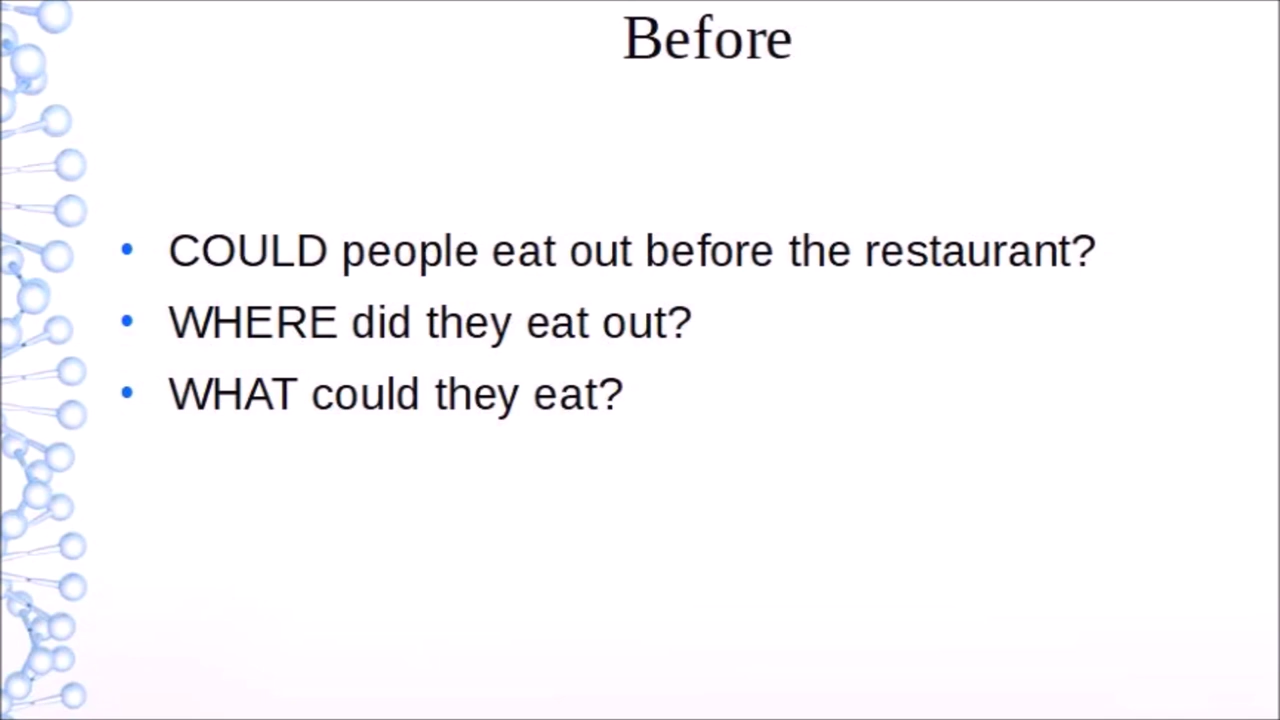 Before
• COULD people eat out before the restaurant?
• WHERE did they eat out?
• WHAT could they eat?